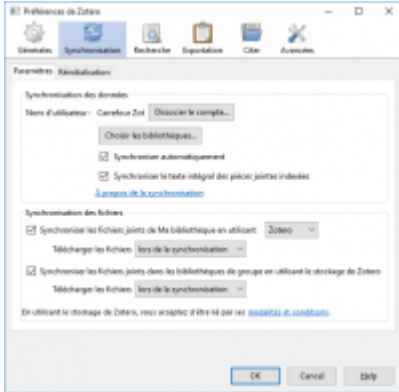 Préférences de Zotero
Générales Synchronisation Recherche Exportation Citer Avancées
Paramètres Réinitialisation
Synchronisation des données
Nom d'utilisateur : Carrefour Zot Dissocier le compte...
Choisir les bibliothèques...
Synchroniser automatiquement
Synchroniser le texte intégral des pièces jointes indexées
À propos de la synchronisation
Synchronisation des fichiers
Synchroniser les fichiers joints de Ma bibliothèque en utilisant Zotero
Télécharger les fichiers lors de la synchronisation
Synchroniser les fichiers joints dans les bibliothèques de groupe en utilisant le stockage de Zotero
Télécharger les fichiers lors de la synchronisation
En utilisant le stockage de Zotero, vous acceptez d'être lié par ses modalités et conditions.
OK Cancel Help